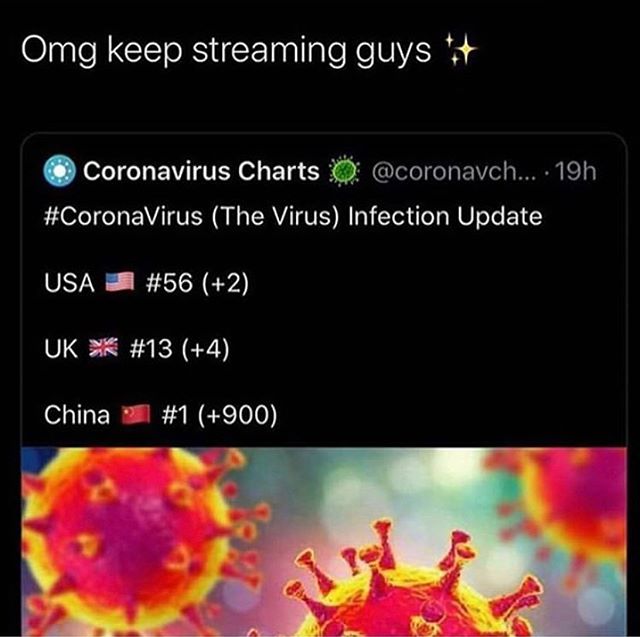 Omg keep streaming guys ✨
Coronavirus Charts 🦠 @coronavch... · 19h
#CoronaVirus (The Virus) Infection Update
USA 🇺🇸 #56 (+2)
UK 🇬🇧 #13 (+4)
China 🇨🇳 #1 (+900)